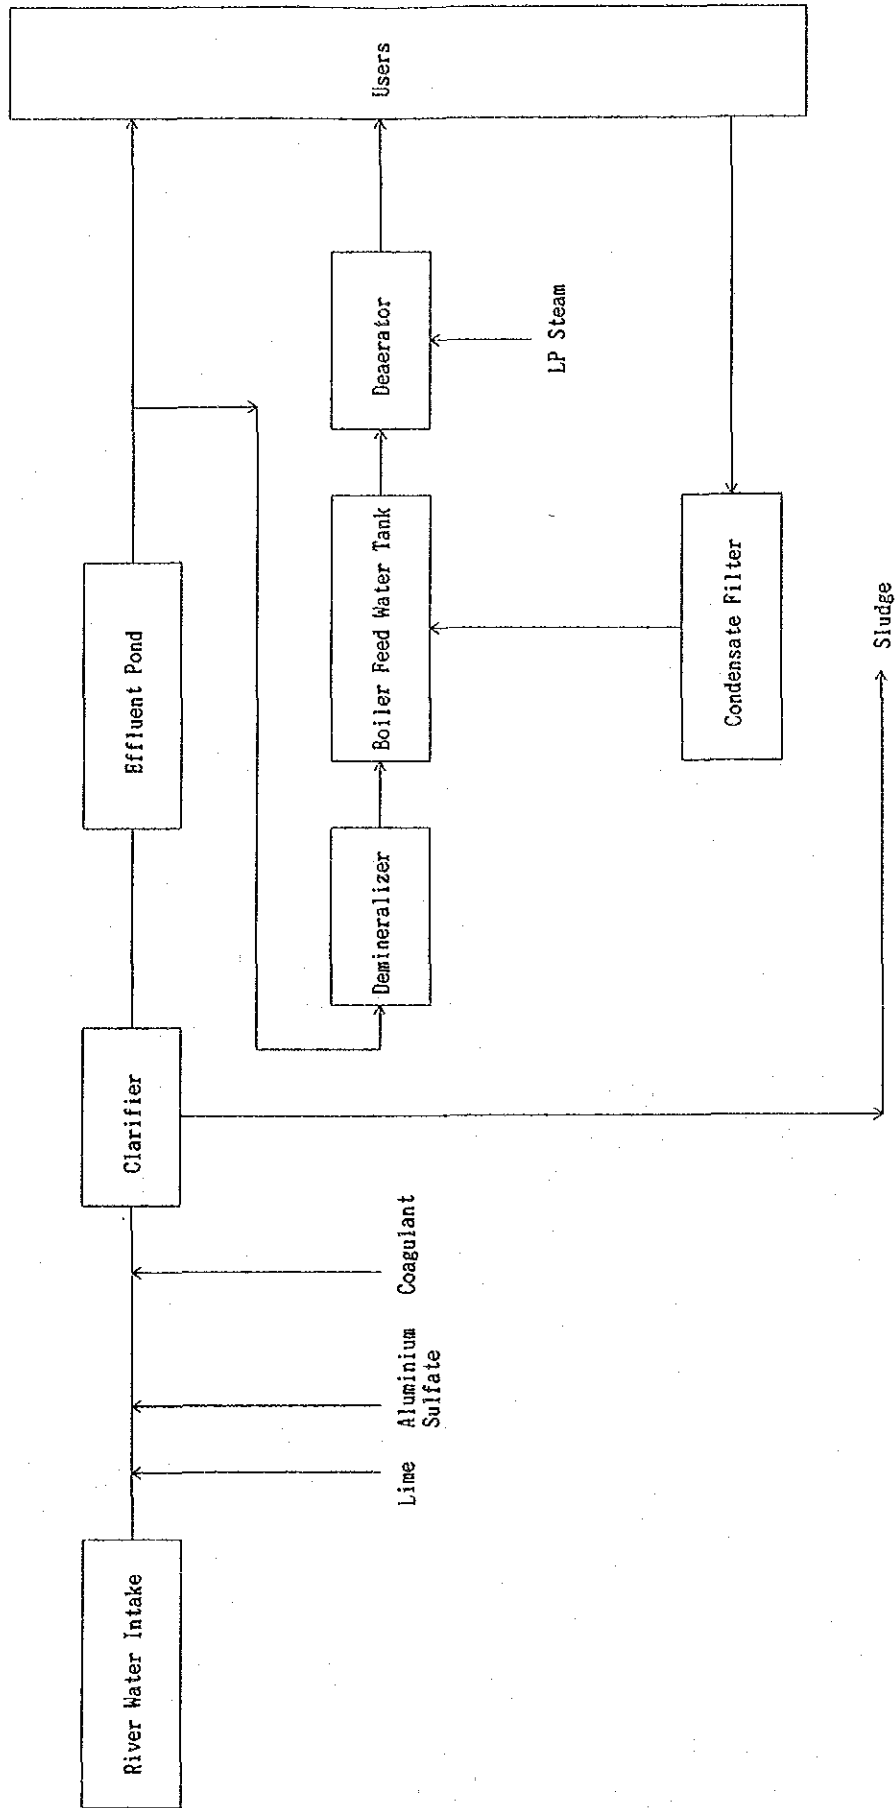 River Water Intake
Lime
Aluminium
Sulfate
Coagulant
Clarifier
Effluent Pond
Users
Demineralizer
Boiler Feed Water Tank
Deaerator
LP Steam
Condensate Filter
Sludge